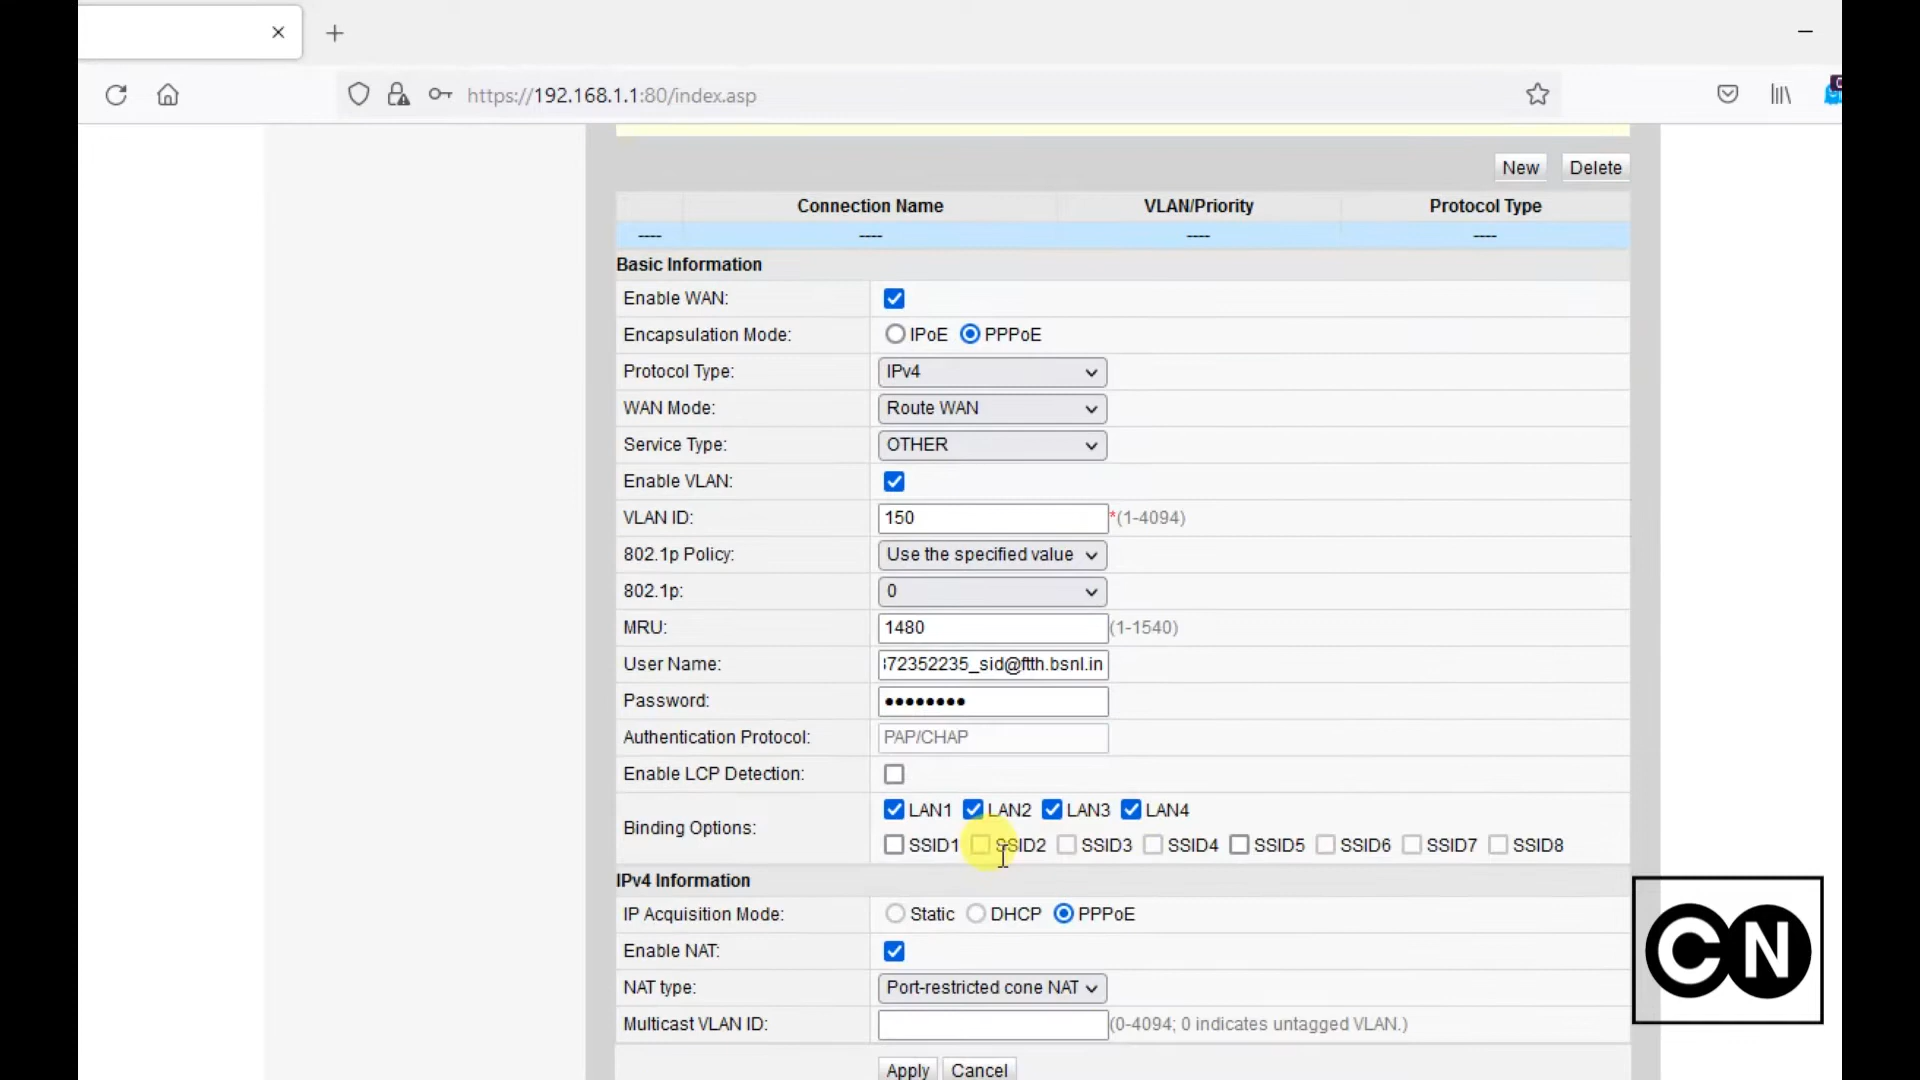 https://192.168.1.1:80/index.asp
New Delete
Connection Name VLAN/Priority Protocol Type
---- ---- ---- ----
Basic Information
Enable WAN:
Encapsulation Mode: IPoE PPPoE
Protocol Type: IPv4
WAN Mode: Route WAN
Service Type: OTHER
Enable VLAN:
VLAN ID: 150 *(1-4094)
802.1p Policy: Use the specified value
802.1p: 0
MRU: 1480 (1-1540)
User Name: 72352235_sid@ftth.bsnl.in
Password: ●●●●●●●●
Authentication Protocol: PAP/CHAP
Enable LCP Detection:
Binding Options: LAN1 LAN2 LAN3 LAN4
SSID1 SSID2 SSID3 SSID4 SSID5 SSID6 SSID7 SSID8
IPv4 Information
IP Acquisition Mode: Static DHCP PPPoE
Enable NAT:
NAT type: Port-restricted cone NAT
Multicast VLAN ID: (0-4094; 0 indicates untagged VLAN.)
Apply Cancel
CN